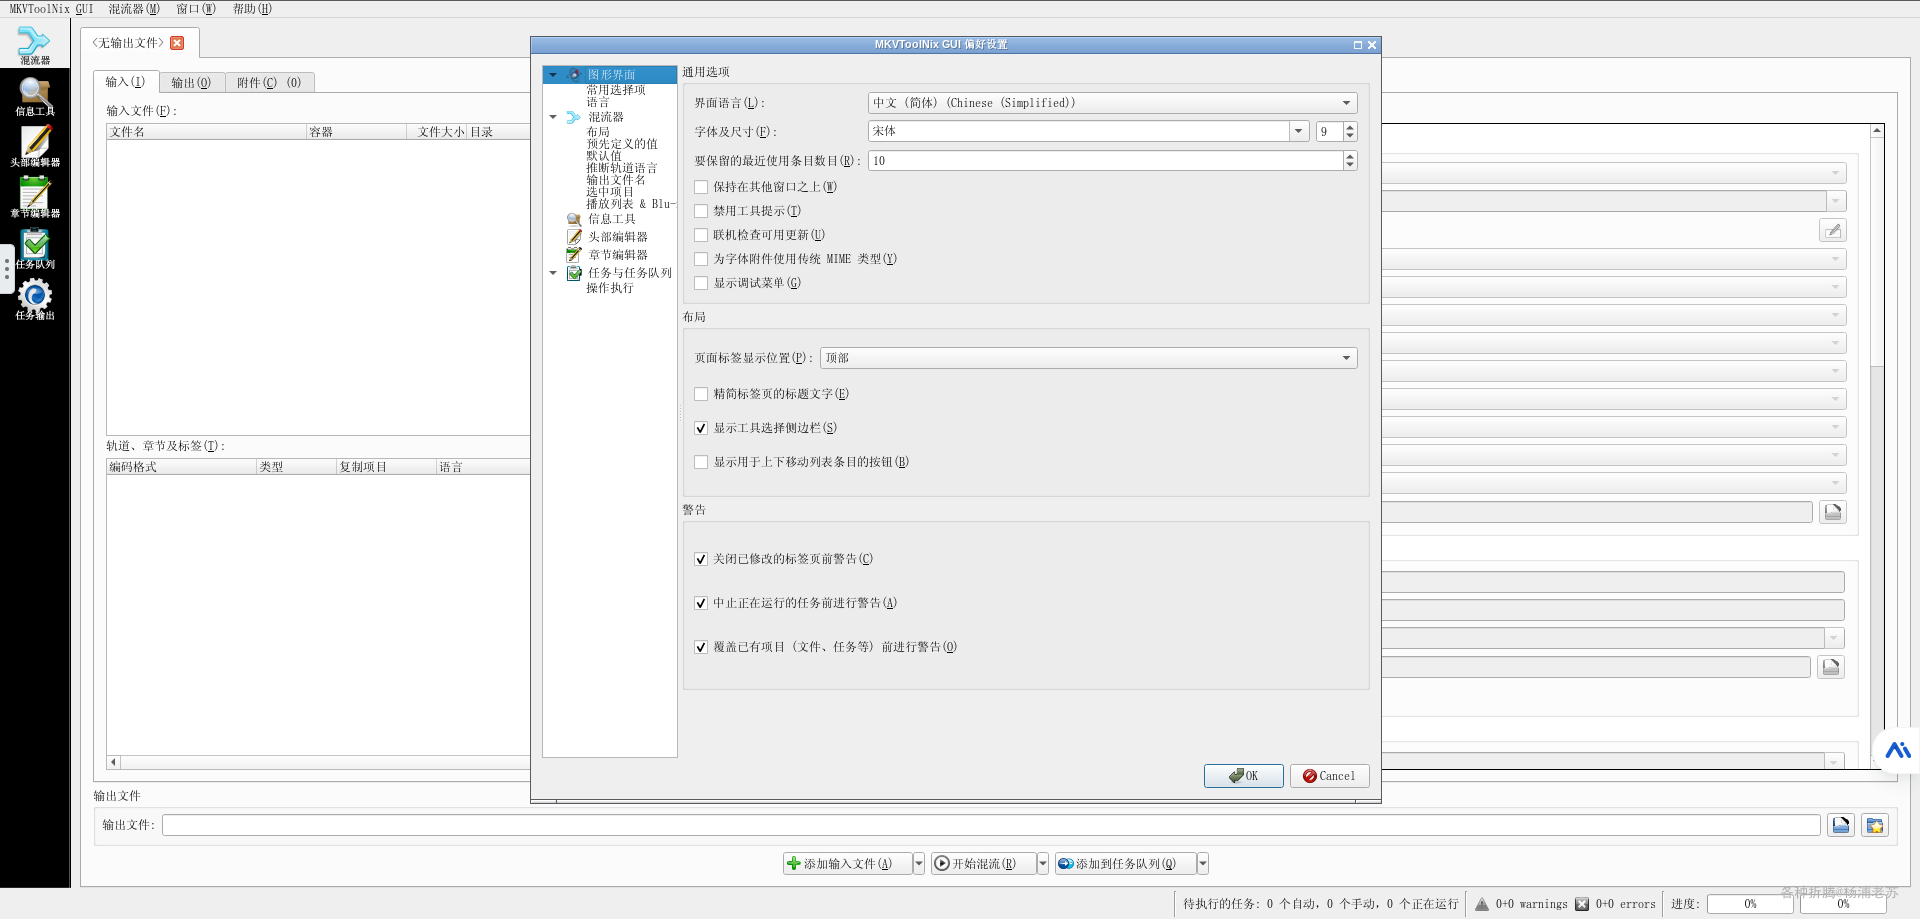 MKVToolNix GUI 混流器(M) 窗口(W) 帮助(H)
混流器
信息工具
头部编辑器
章节编辑器
任务队列
任务输出
<无输出文件>
输入(I) 输出(O) 附件(C) (0)
输入文件(F):
文件名 容器 文件大小 目录
轨道、章节及标签(T):
编码格式 类型 复制项目 语言
MKVToolNix GUI 偏好设置
图形界面
常用选择项
语言
混流器
布局
预先定义的值
默认值
推断轨道语言
输出文件名
选中项目
播放列表 & Blu-
信息工具
头部编辑器
章节编辑器
任务与任务队列
操作执行
通用选项
界面语言(L): 中文 (简体) (Chinese (Simplified))
字体及尺寸(F): 宋体 9
要保留的最近使用条目数目(R): 10
保持在其他窗口之上(W)
禁用工具提示(T)
联机检查可用更新(U)
为字体附件使用传统 MIME 类型(Y)
显示调试菜单(G)
布局
页面标签显示位置(P): 顶部
精简标签页的标题文字(E)
显示工具选择侧边栏(S)
显示用于上下移动列表条目的按钮(B)
警告
关闭已修改的标签页前警告(C)
中止正在运行的任务前进行警告(A)
覆盖已有项目 (文件、任务等) 前进行警告(O)
OK Cancel
输出文件
输出文件:
添加输入文件(A) 开始混流(R) 添加到任务队列(Q)
待执行的任务: 0 个自动, 0 个手动, 0 个正在运行 0+0 warnings 0+0 errors 进度: 0% 0%
各种折腾@杨浦老苏